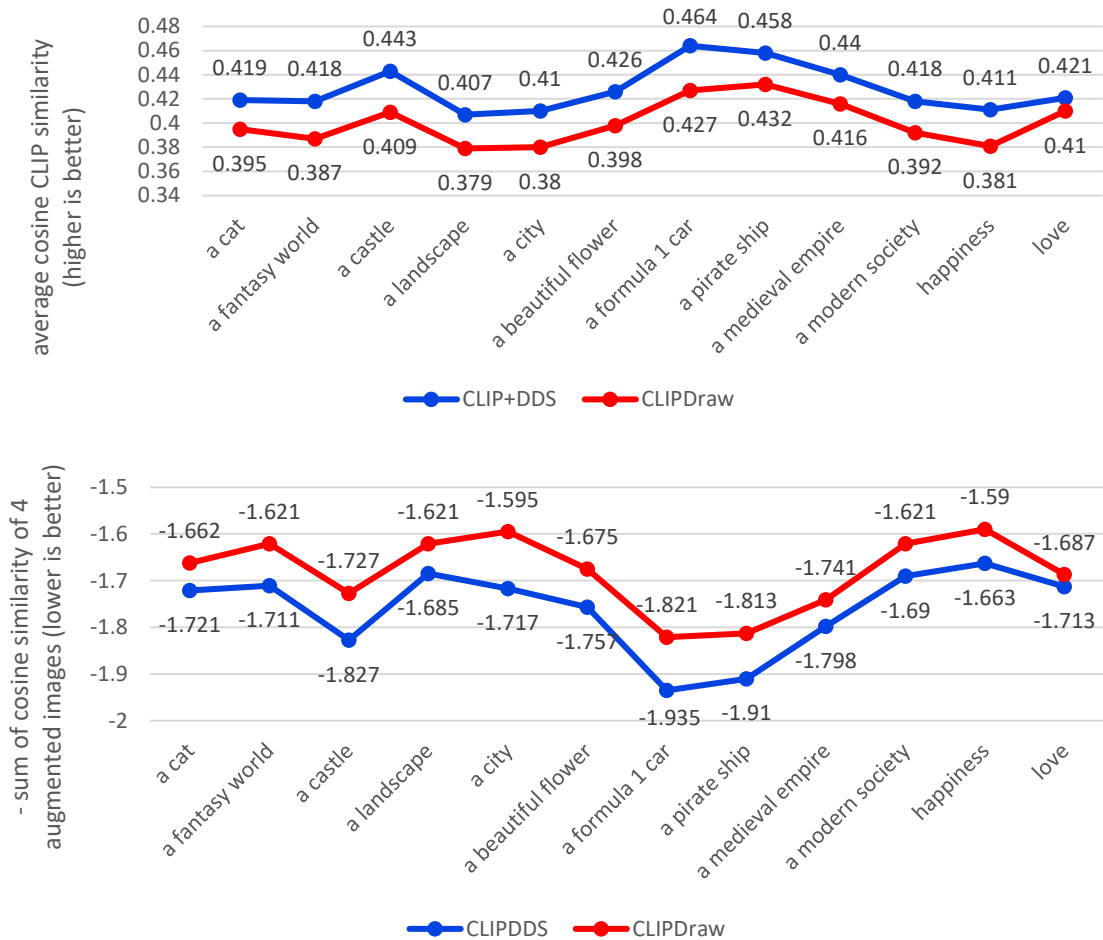 average cosine CLIP similarity
(higher is better)
0.48
0.46
0.44
0.42
0.4
0.38
0.36
0.34
0.419 0.418 0.443 0.407 0.41 0.426 0.464 0.458 0.44 0.418 0.411 0.421
0.395 0.387 0.409 0.379 0.38 0.398 0.427 0.432 0.416 0.392 0.381 0.41
a cat
a fantasy world
a castle
a landscape
a city
a beautiful flower
a formula 1 car
a pirate ship
a medieval empire
a modern society
happiness
love
CLIP+DDS CLIPDraw
- sum of cosine similarity of 4
augmented images (lower is better)
-1.5
-1.6
-1.7
-1.8
-1.9
-2
-1.662 -1.621 -1.727 -1.621 -1.595 -1.675 -1.821 -1.813 -1.741 -1.621 -1.59 -1.687
-1.721 -1.711 -1.827 -1.685 -1.717 -1.757 -1.935 -1.91 -1.798 -1.69 -1.663 -1.713
a cat
a fantasy world
a castle
a landscape
a city
a beautiful flower
a formula 1 car
a pirate ship
a medieval empire
a modern society
happiness
love
CLIPDDS CLIPDraw